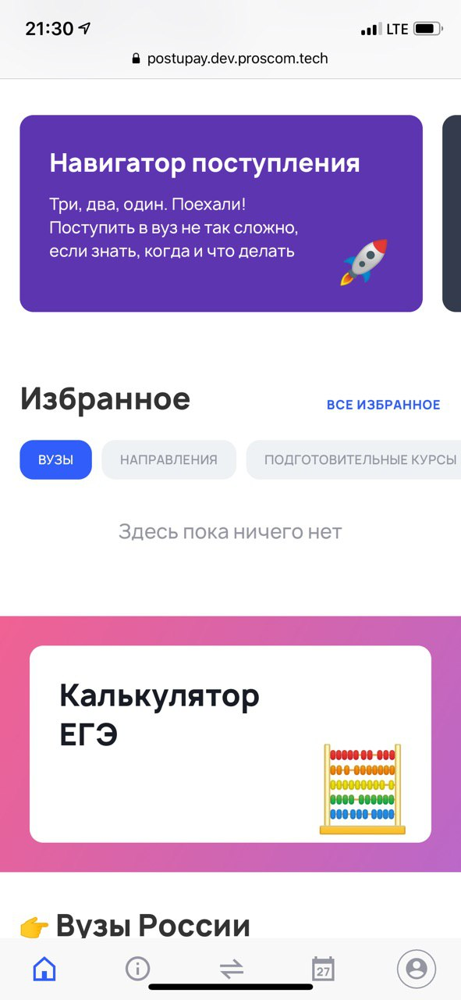 21:30
LTE
postupay.dev.proscom.tech
Навигатор поступления
Три, два, один. Поехали!
Поступить в вуз не так сложно,
если знать, когда и что делать
Избранное
ВСЕ ИЗБРАННОЕ
ВУЗЫ
НАПРАВЛЕНИЯ
ПОДГОТОВИТЕЛЬНЫЕ КУРСЫ
Здесь пока ничего нет
Калькулятор
ЕГЭ
Вузы России
27